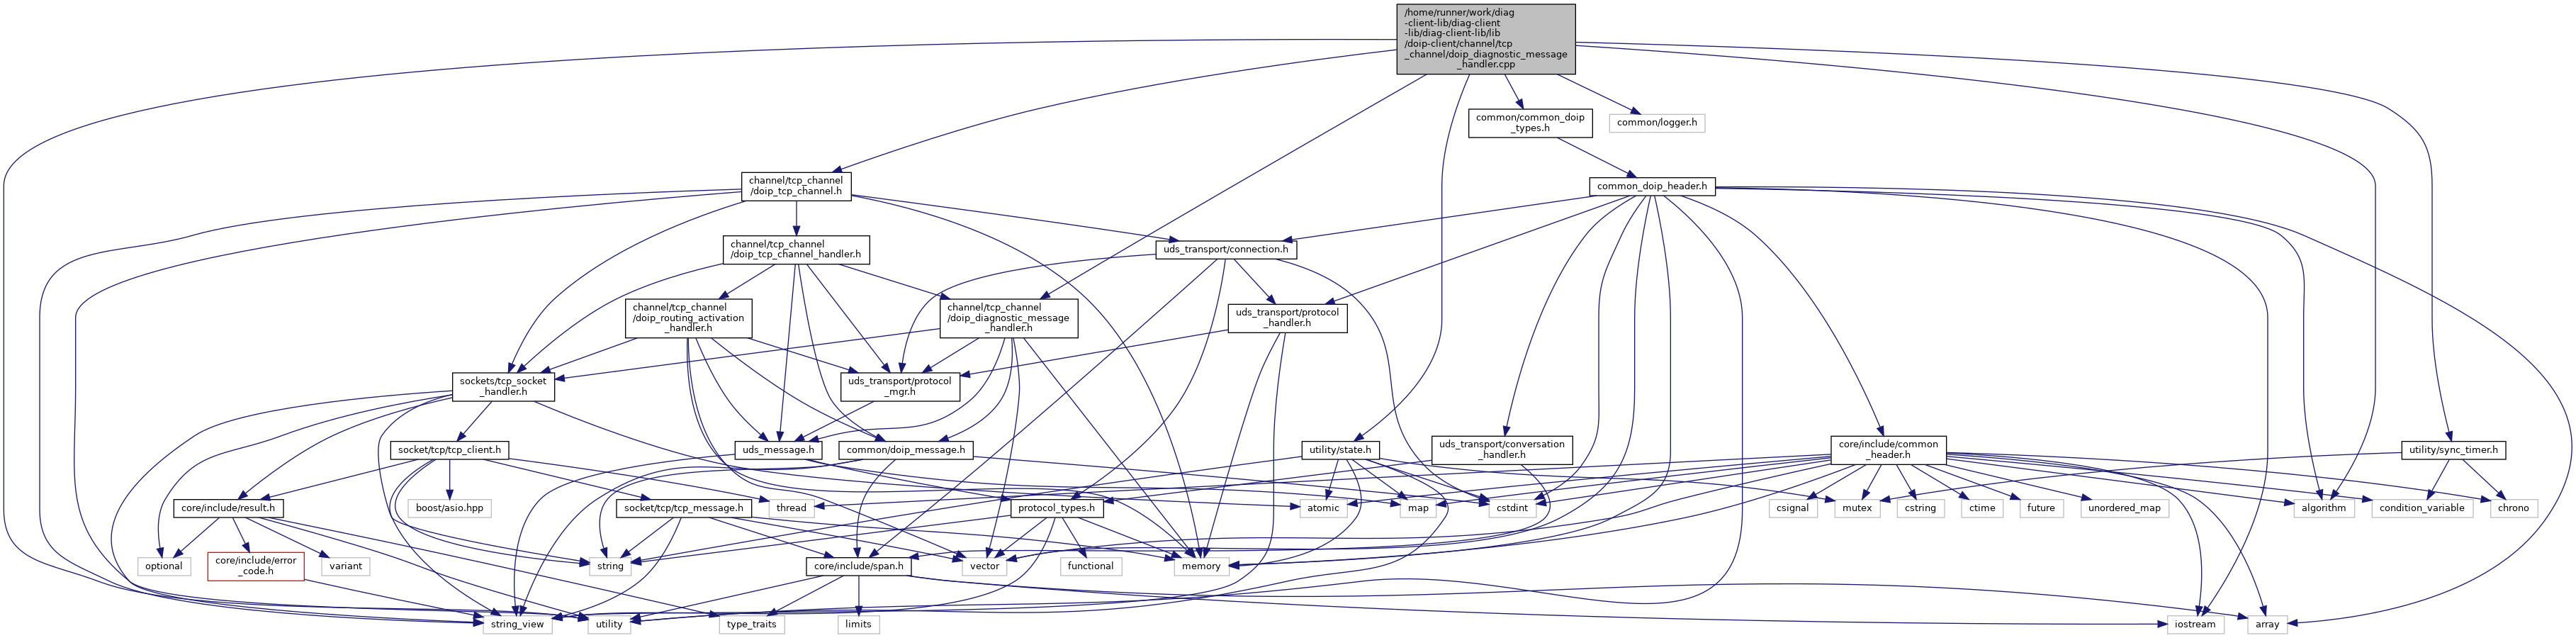 /home/runner/work/diag
-client-lib/diag-client
-lib/diag-client-lib/lib
/doip-client/channel/tcp
_channel/doip_diagnostic_message
_handler.cpp
common/common_doip
_types.h
common/logger.h
channel/tcp_channel
/doip_tcp_channel.h
common_doip_header.h
channel/tcp_channel
/doip_tcp_channel_handler.h
uds_transport/connection.h
channel/tcp_channel
/doip_routing_activation
_handler.h
channel/tcp_channel
/doip_diagnostic_message
_handler.h
uds_transport/protocol
_handler.h
sockets/tcp_socket
_handler.h
uds_transport/protocol
_mgr.h
socket/tcp/tcp_client.h
uds_message.h
common/doip_message.h
utility/state.h
uds_transport/conversation
_handler.h
core/include/common
_header.h
utility/sync_timer.h
core/include/result.h
boost/asio.hpp
socket/tcp/tcp_message.h
thread
protocol_types.h
atomic
map
cstdint
csignal
mutex
cstring
ctime
future
unordered_map
algorithm
condition_variable
chrono
optional
core/include/error
_code.h
variant
string
core/include/span.h
vector
functional
memory
string_view
utility
type_traits
limits
iostream
array